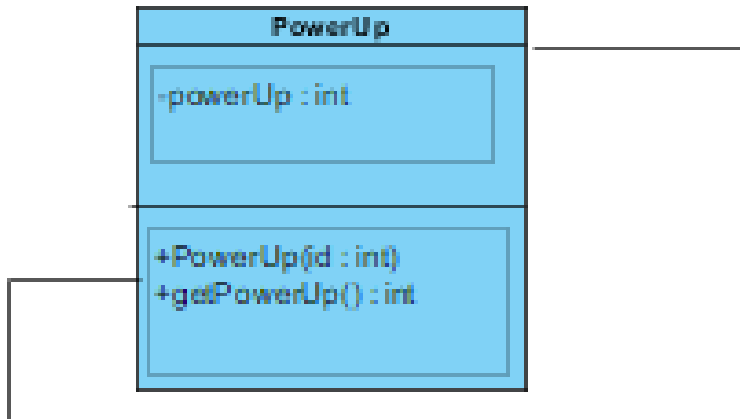 PowerUp
-powerUp : int
+PowerUp(id : int)
+getPowerUp() : int